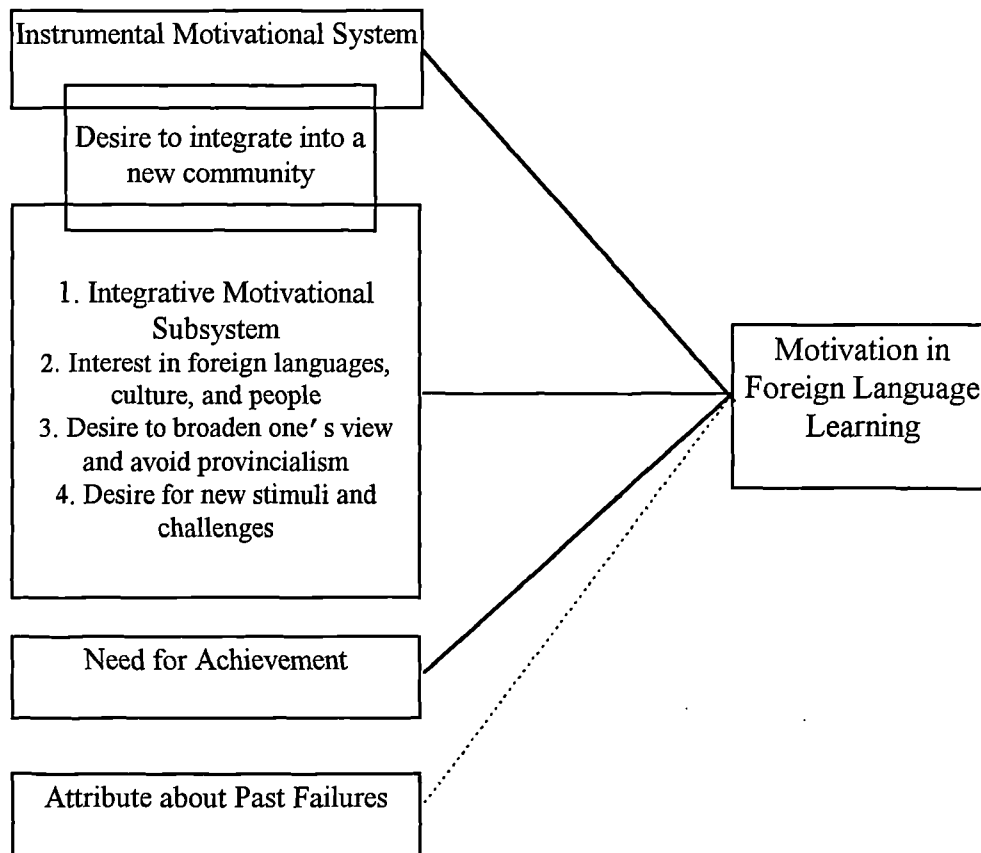 Instrumental Motivational System
Desire to integrate into a
new community
1. Integrative Motivational
Subsystem
2. Interest in foreign languages,
culture, and people
3. Desire to broaden one' s view
and avoid provincialism
4. Desire for new stimuli and
challenges
Motivation in
Foreign Language
Learning
Need for Achievement
Attribute about Past Failures